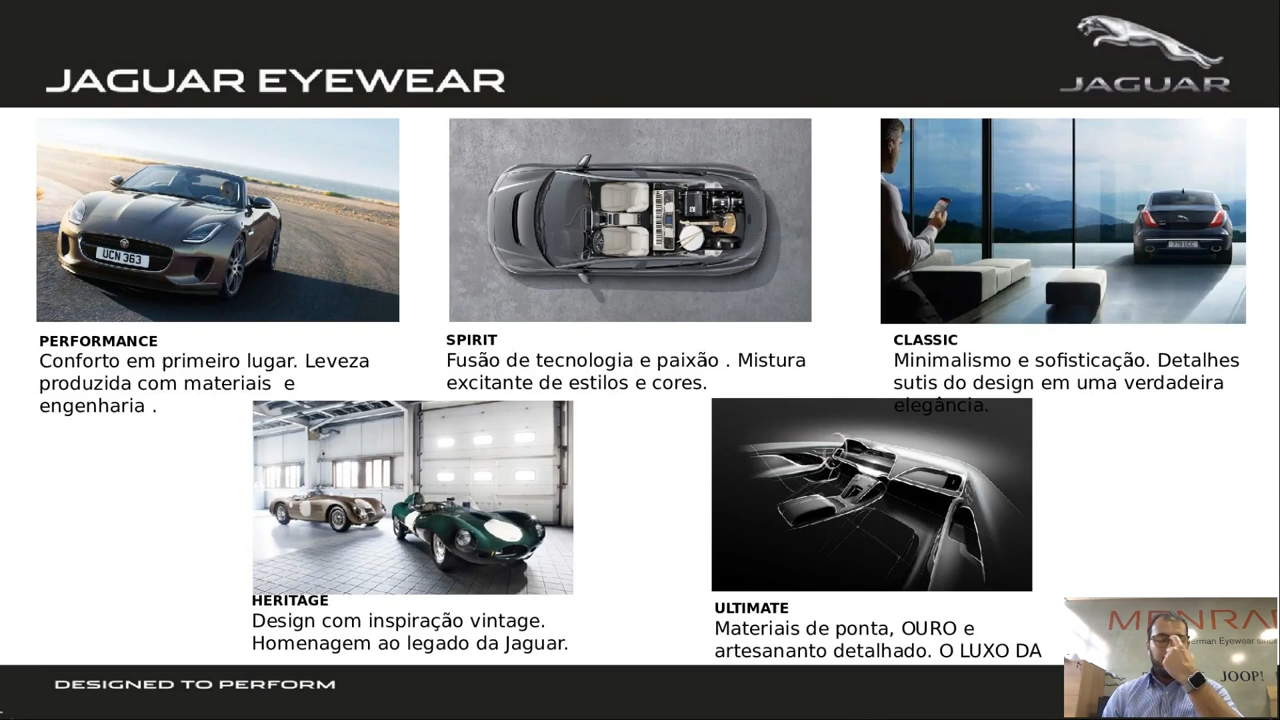 JAGUAR EYEWEAR
JAGUAR
UCN 363
PERFORMANCE
Conforto em primeiro lugar. Leveza
produzida com materiais e
engenharia .
SPIRIT
Fusão de tecnologia e paixão . Mistura
excitante de estilos e cores.
CLASSIC
Minimalismo e sofisticação. Detalhes
sutis do design em uma verdadeira
elegância.
HERITAGE
Design com inspiração vintage.
Homenagem ao legado da Jaguar.
ULTIMATE
Materiais de ponta, OURO e
artesananto detalhado. O LUXO DA
MENRA
erman Eyewear
JOOP!
DESIGNED TO PERFORM